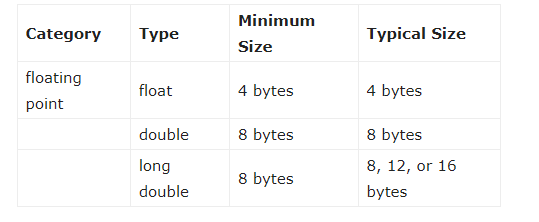 Category Type Minimum Size Typical Size
floating point float 4 bytes 4 bytes
double 8 bytes 8 bytes
long double 8 bytes 8, 12, or 16 bytes